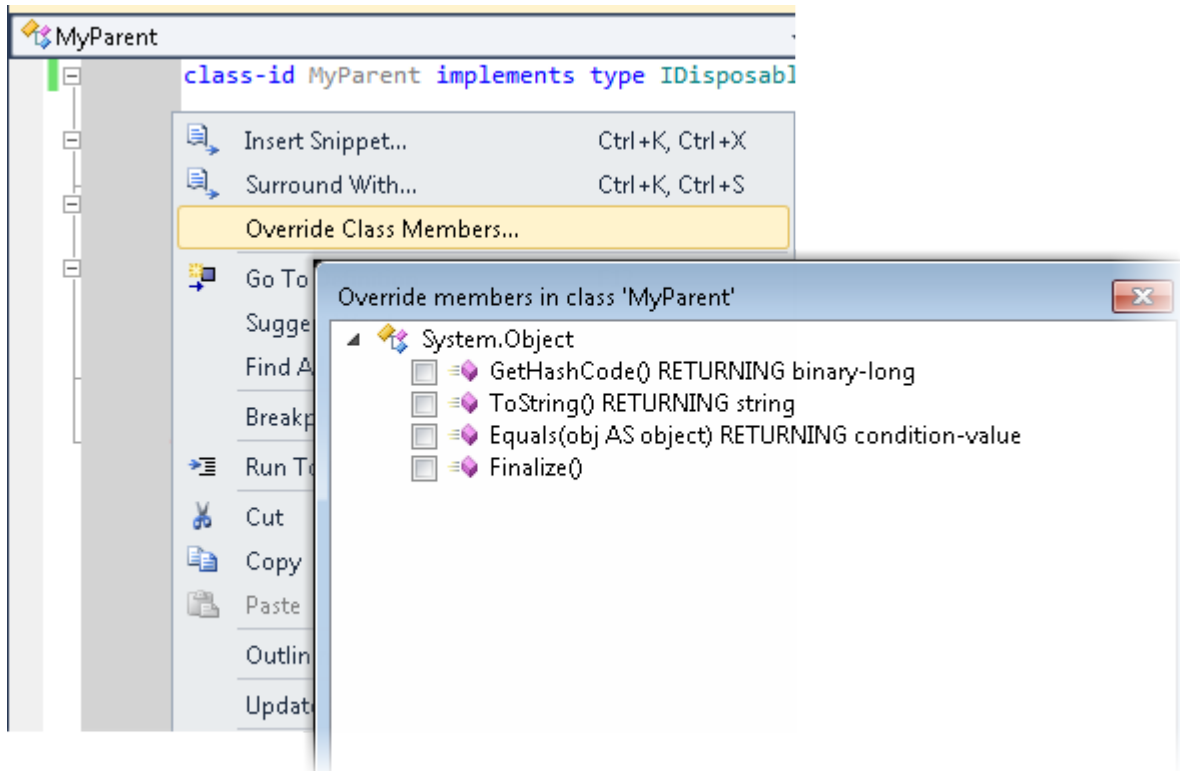 MyParent
class-id MyParent implements type IDisposabl
Insert Snippet... Ctrl+K, Ctrl+X
Surround With... Ctrl+K, Ctrl+S
Override Class Members...
Go To
Override members in class 'MyParent'
Sugge
System.Object
Find A
GetHashCode() RETURNING binary-long
ToString() RETURNING string
Breakp
Equals(obj AS object) RETURNING condition-value
Run To
Finalize()
Cut
Copy
Paste
Outlin
Update